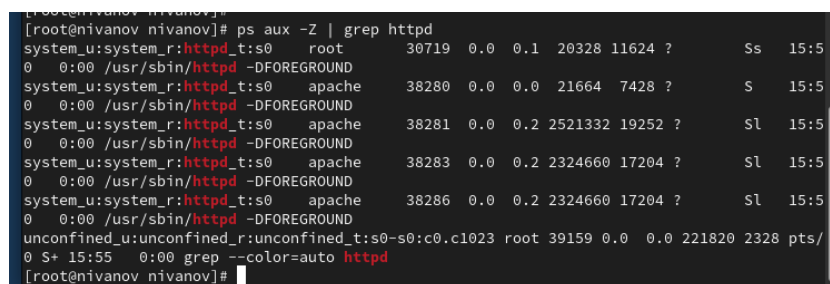 [root@nivanov nivanov]# ps aux -Z | grep httpd
system_u:system_r:httpd_t:s0    root       30719  0.0  0.1  20328 11624 ?        Ss   15:5
0   0:00 /usr/sbin/httpd -DFOREGROUND
system_u:system_r:httpd_t:s0    apache     38280  0.0  0.0  21664  7428 ?        S    15:5
0   0:00 /usr/sbin/httpd -DFOREGROUND
system_u:system_r:httpd_t:s0    apache     38281  0.0  0.2 2521332 19252 ?       Sl   15:5
0   0:00 /usr/sbin/httpd -DFOREGROUND
system_u:system_r:httpd_t:s0    apache     38283  0.0  0.2 2324660 17204 ?       Sl   15:5
0   0:00 /usr/sbin/httpd -DFOREGROUND
system_u:system_r:httpd_t:s0    apache     38286  0.0  0.2 2324660 17204 ?       Sl   15:5
0   0:00 /usr/sbin/httpd -DFOREGROUND
unconfined_u:unconfined_r:unconfined_t:s0-s0:c0.c1023 root 39159 0.0  0.0 221820 2328 pts/
0 S+ 15:55   0:00 grep --color=auto httpd
[root@nivanov nivanov]#